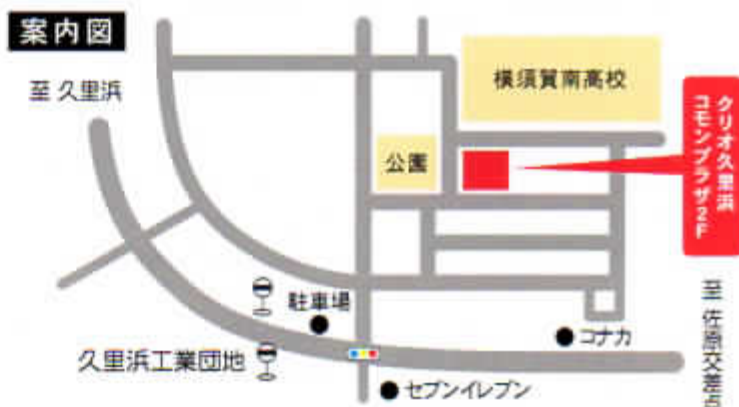 案内図
至 久里浜
横須賀南高校
公園
クリオ久里浜
コモンプラザ2F
駐車場
久里浜工業団地
セブンイレブン
コナカ
至 佐原交差点